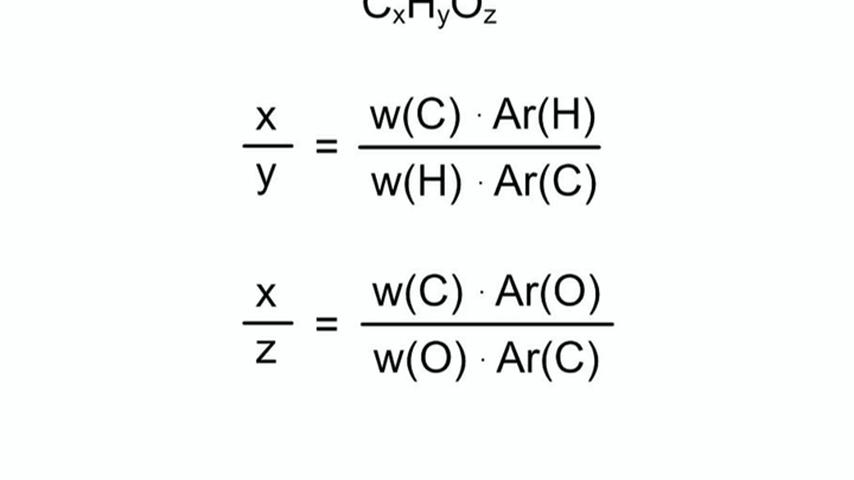 CxHyOz
x/y = w(C) · Ar(H) / w(H) · Ar(C)
x/z = w(C) · Ar(O) / w(O) · Ar(C)